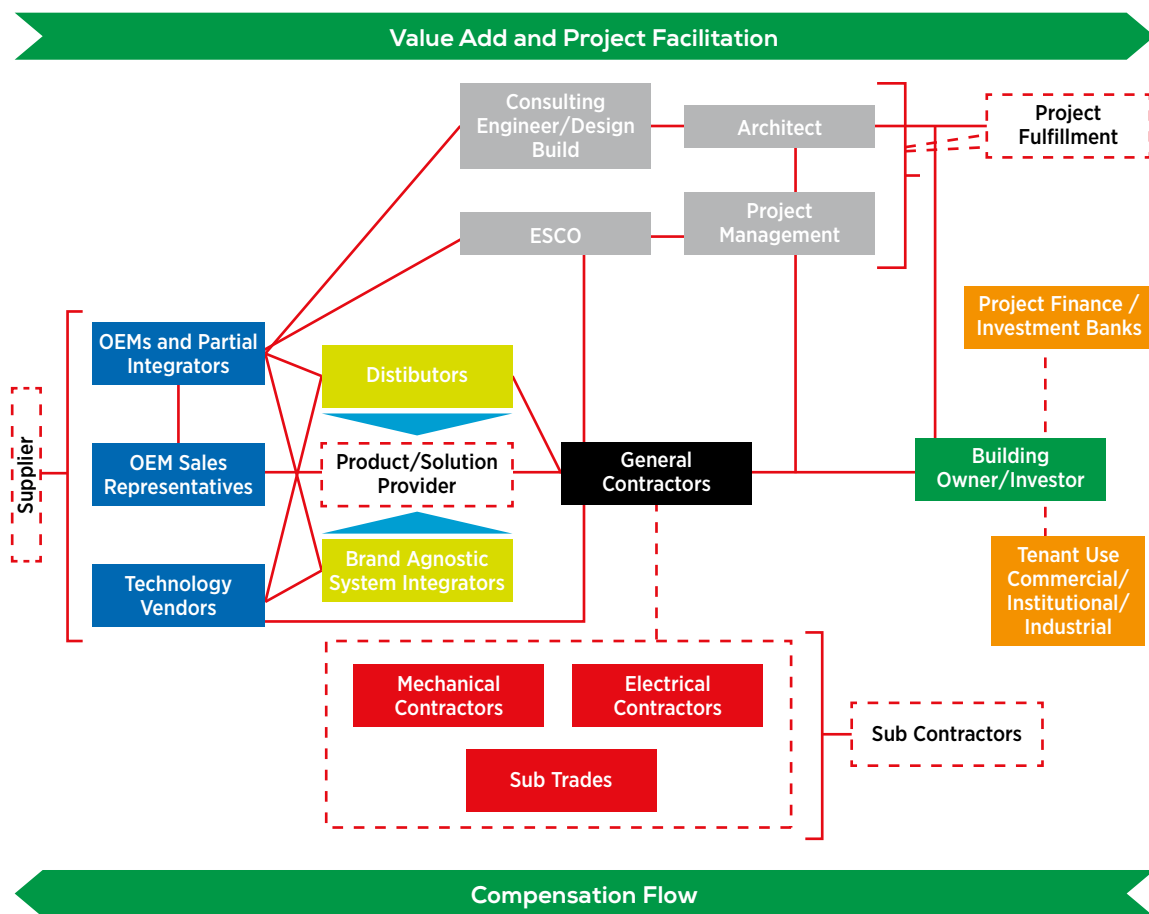 Value Add and Project Facilitation
Consulting
Engineer/Design
Build
Architect
Project
Fulfillment
ESCO
Project
Management
Project Finance /
Investment Banks
OEMs and Partial
Integrators
Distibutors
Supplier
OEM Sales
Representatives
Product/Solution
Provider
General
Contractors
Building
Owner/Investor
Technology
Vendors
Brand Agnostic
System Integrators
Tenant Use
Commercial/
Institutional/
Industrial
Mechanical
Contractors
Electrical
Contractors
Sub Contractors
Sub Trades
Compensation Flow